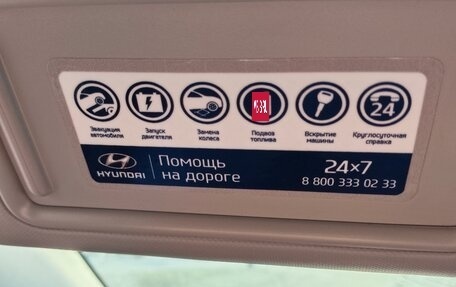 24
Эвакуация
автомобиля
Запуск
двигателя
Замена
колеса
Подвоз
топлива
Вскрытие
машины
Круглосуточная
справка
HYUNDAI
Помощь
на дороге
24×7
8 800 333 02 33